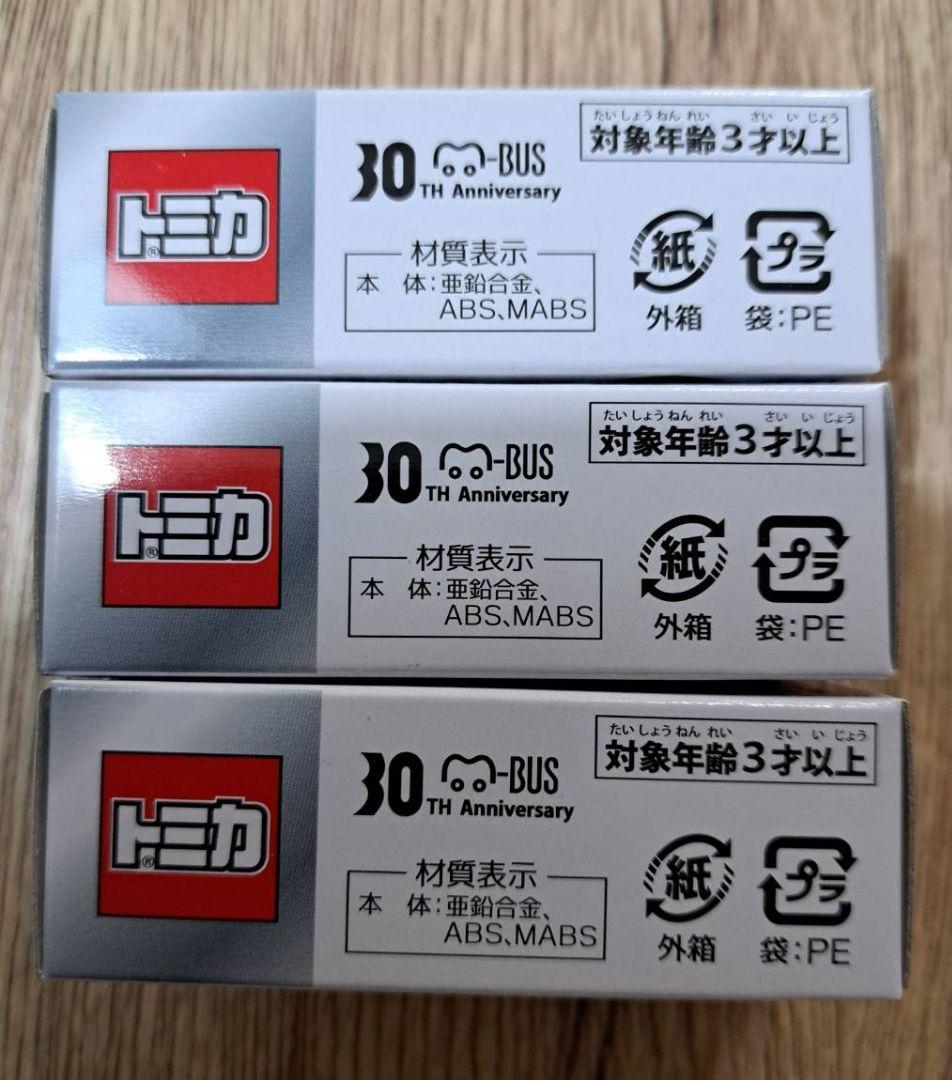 トミカ®
30 -BUS
TH Anniversary
たいしょうねんれい さいいじょう
対象年齢3才以上
材質表示
本 体:亜鉛合金、
ABS、MABS
紙
外箱
プラ
袋:PE
トミカ®
30 -BUS
TH Anniversary
たいしょうねんれい さいいじょう
対象年齢3才以上
材質表示
本 体:亜鉛合金、
ABS、MABS
紙
外箱
プラ
袋:PE
トミカ®
30 -BUS
TH Anniversary
たいしょうねんれい さいいじょう
対象年齢3才以上
材質表示
本 体:亜鉛合金、
ABS、MABS
紙
外箱
プラ
袋:PE